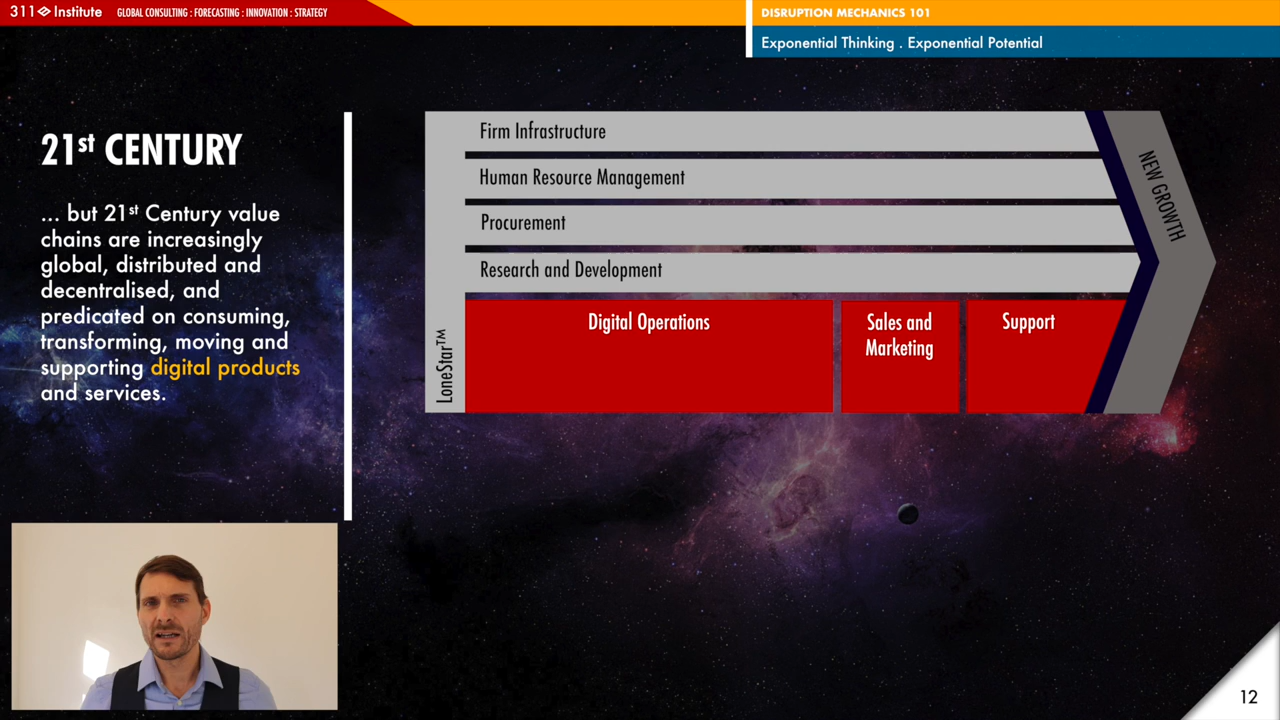 311 Institute
GLOBAL CONSULTING : FORECASTING : INNOVATION : STRATEGY
DISRUPTION MECHANICS 101
Exponential Thinking . Exponential Potential
21st CENTURY
... but 21st Century value
chains are increasingly
global, distributed and
decentralised, and
predicated on consuming,
transforming, moving and
supporting digital products
and services.
LoneStar™
Firm Infrastructure
Human Resource Management
Procurement
Research and Development
Digital Operations
Sales and
Marketing
Support
NEW GROWTH
12